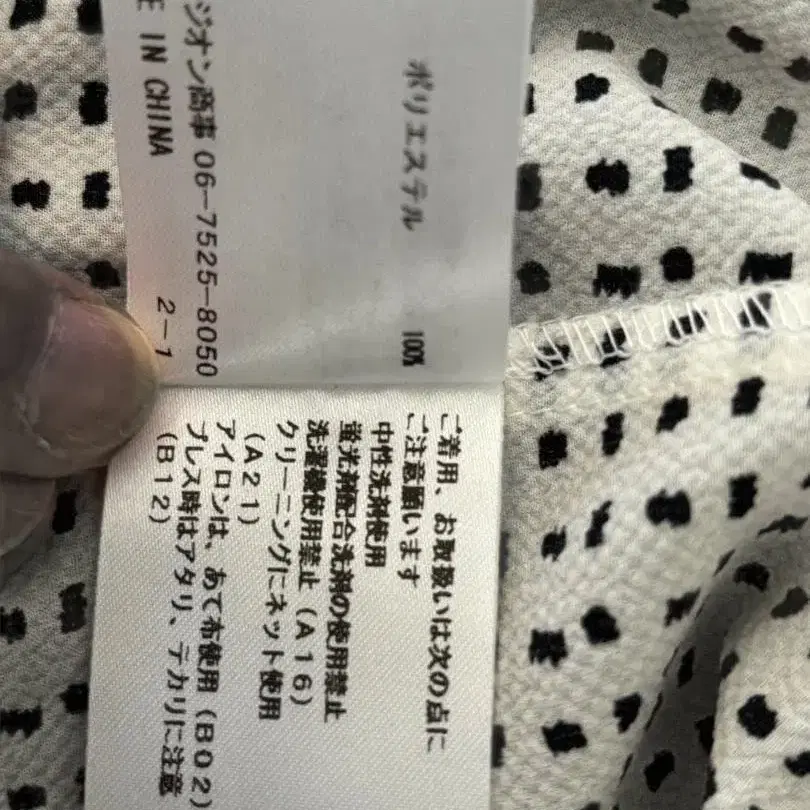 ポリエステル 100%
ジオン商事 06-7525-8050
E IN CHINA
2-1
ご着用、お取扱いは次の点に
ご注意願います
中性洗剤使用
蛍光剤配合洗剤の使用禁止
洗濯機使用禁止(A16)
クリーニングにネット使用
(A21)
アイロンは、あて布使用(B02)
プレス時はアタリ、テカリに注意
(B12)